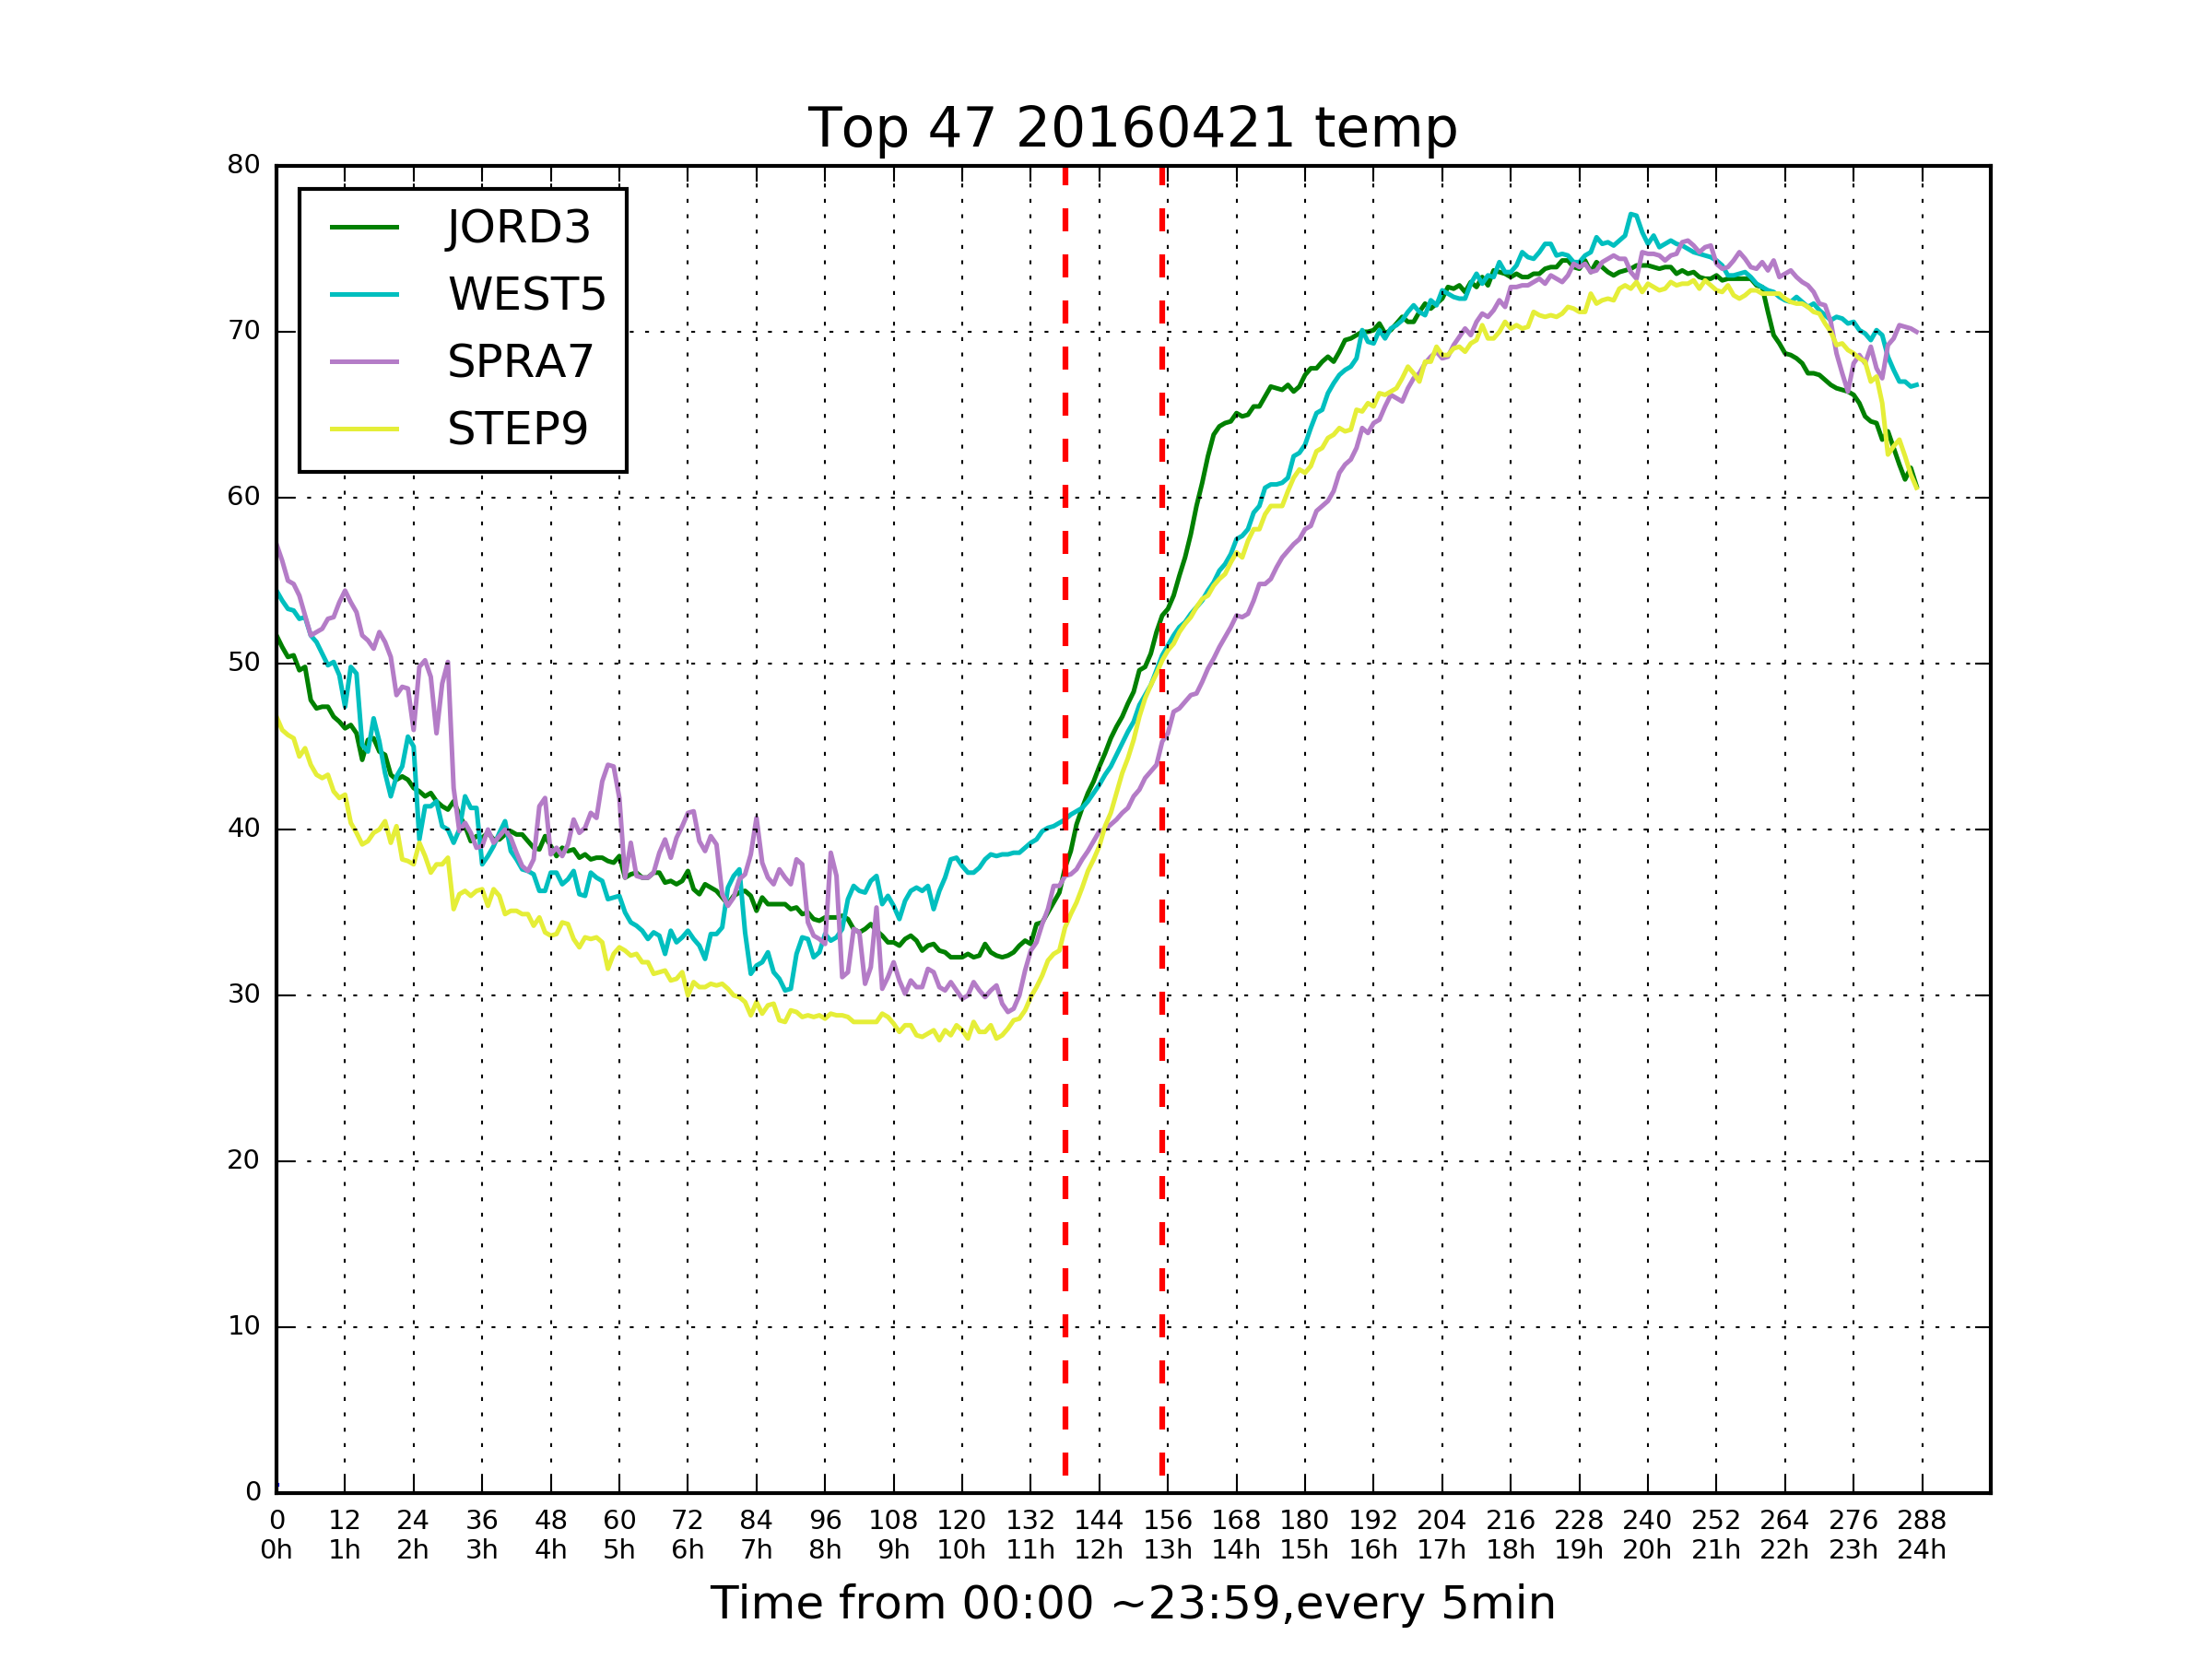 Top 47 20160421 temp
80
JORD3
WEST5
SPRA7
STEP9
70
60
50
40
30
20
10
0
0 12 24 36 48 60 72 84 96 108 120 132 144 156 168 180 192 204 216 228 240 252 264 276 288
0h 1h 2h 3h 4h 5h 6h 7h 8h 9h 10h 11h 12h 13h 14h 15h 16h 17h 18h 19h 20h 21h 22h 23h 24h
Time from 00:00 ~23:59,every 5min